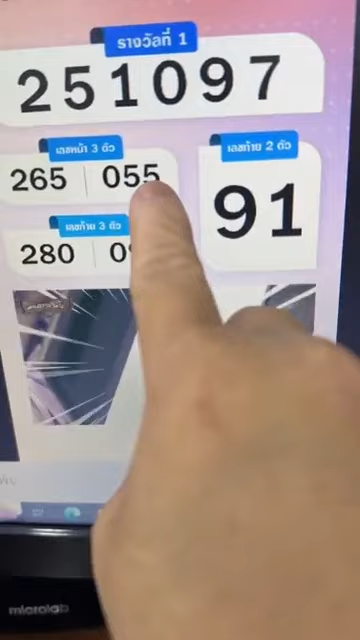 รางวัลที่ 1
251097
เลขหน้า 3 ตัว
265 055
เลขท้าย 2 ตัว
91
เลขท้าย 3 ตัว
280
microlab